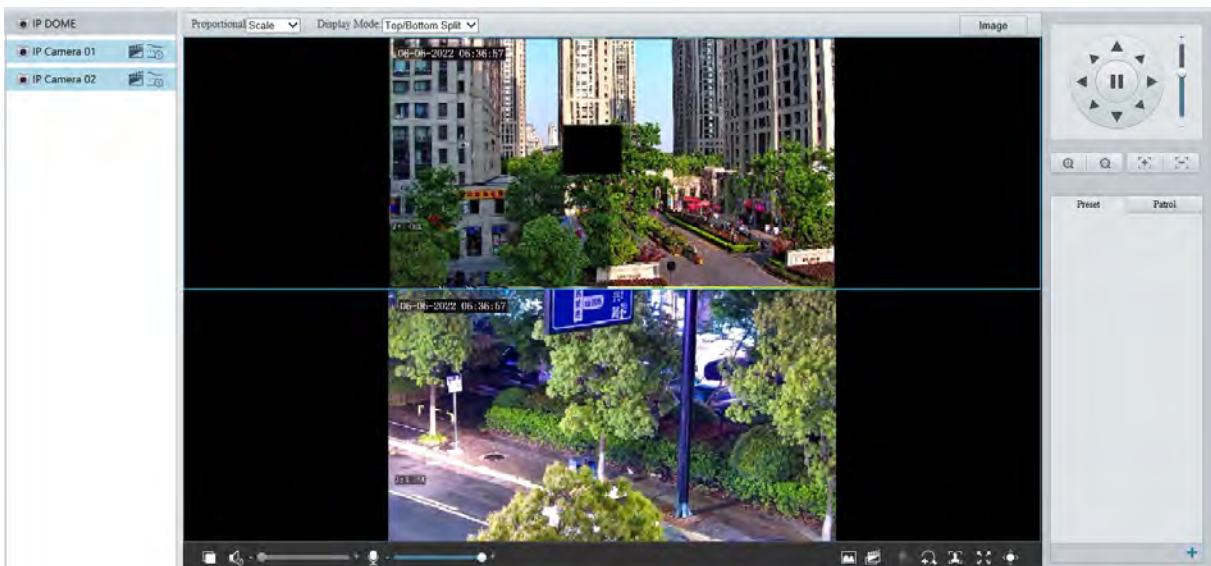 IP DOME
IP Camera 01
IP Camera 02
Proportional Scale
Display Mode Top/Bottom Split
Image
06-06-2022 06:36:57
06-06-2022 06:36:57
Preset
Patrol